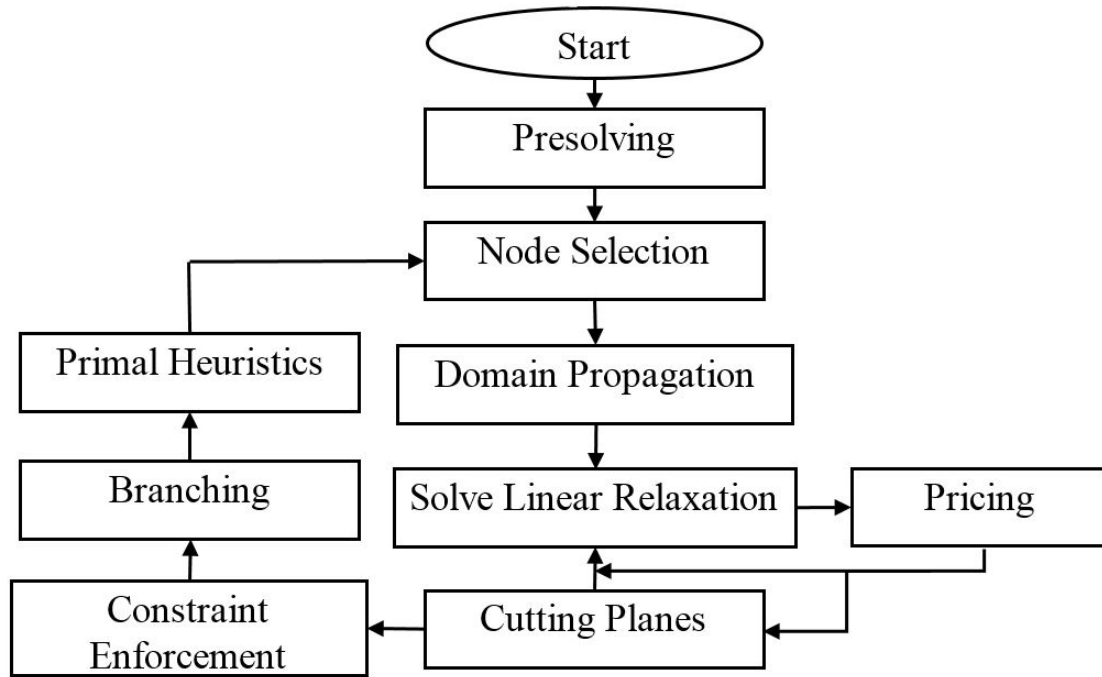 Start
Presolving
Node Selection
Primal Heuristics
Domain Propagation
Branching
Solve Linear Relaxation
Pricing
Constraint
Enforcement
Cutting Planes